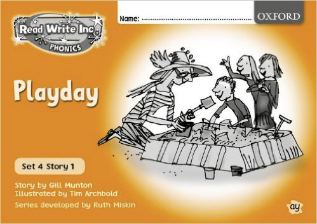 Name:
OXFORD
Read Write Inc.
PHONICS
Playday
Set 4 Story 1
Story by Gill Munton
Illustrated by Tim Archbold
Series developed by Ruth Miskin
ay